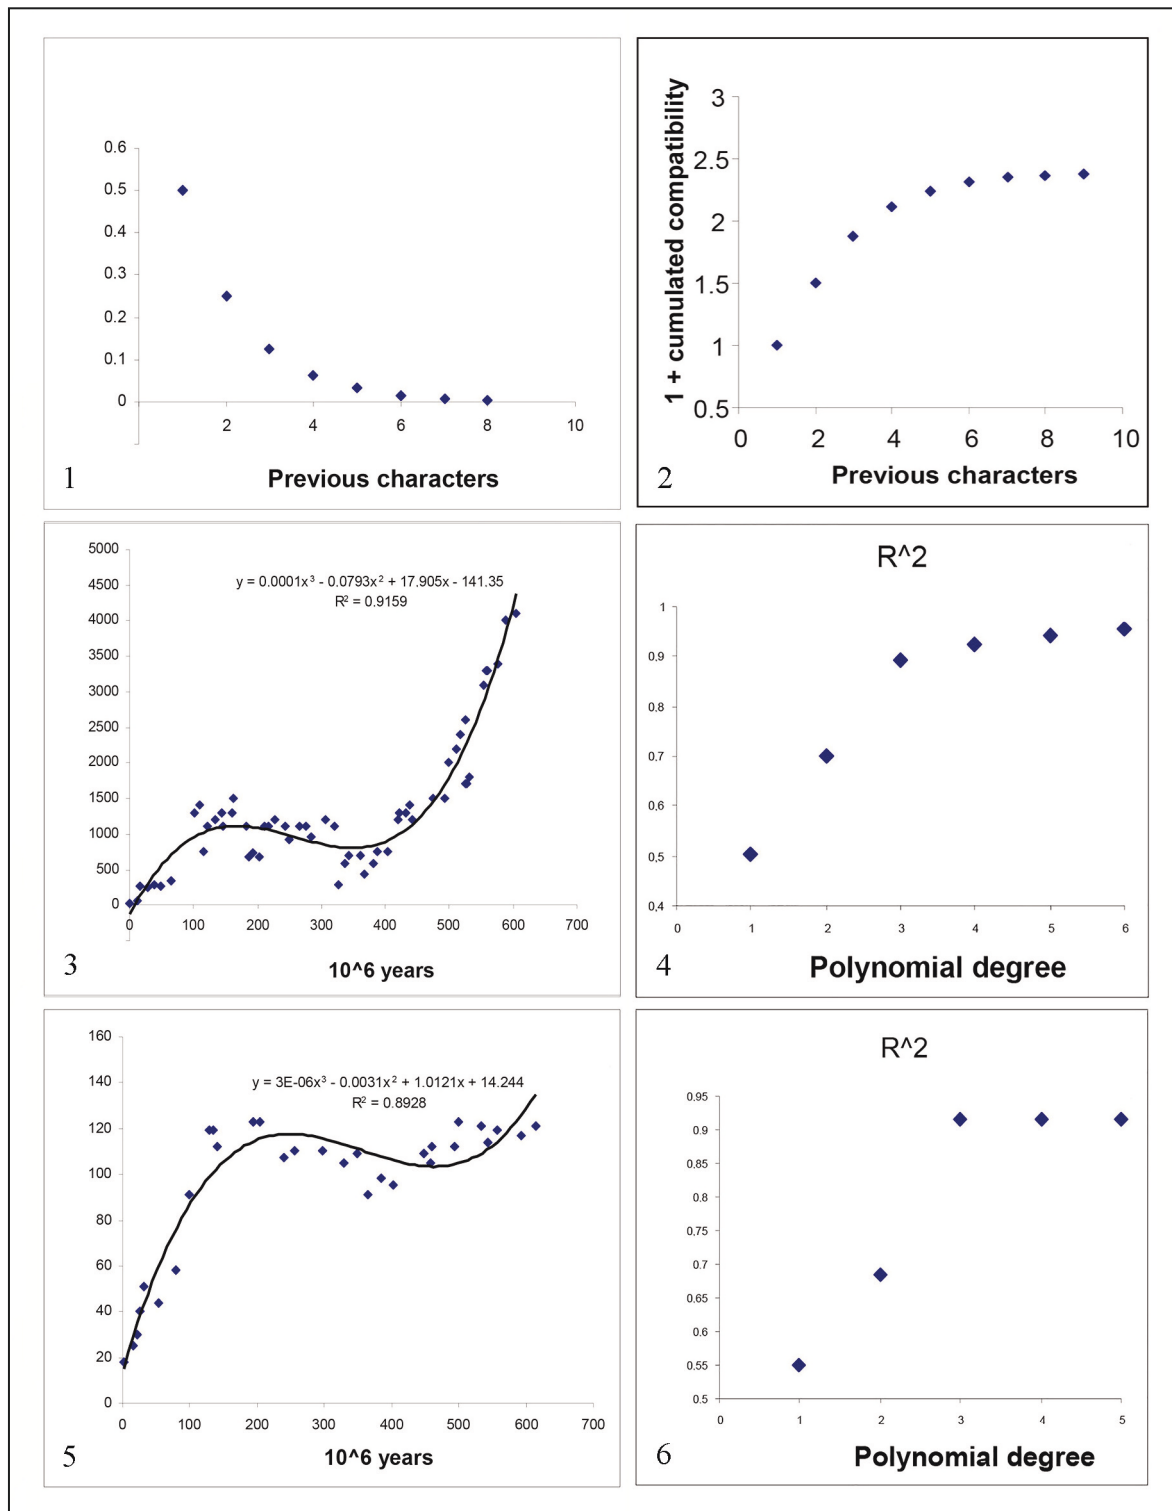 0.6
0.5
0.4
0.3
0.2
0.1
0
2 4 6 8 10
Previous characters
1
1 + cumulated compatibility
3
2.5
2
1.5
1
0.5
0 2 4 6 8 10
Previous characters
2
5000
4500
4000
3500
3000
2500
2000
1500
1000
500
0
y = 0.0001x³ - 0.0793x² + 17.905x - 141.35
R² = 0.9159
0 100 200 300 400 500 600 700
10^6 years
3
R^2
1
0,9
0,8
0,7
0,6
0,5
0,4
0 1 2 3 4 5 6
Polynomial degree
4
160
140
120
100
80
60
40
20
0
y = 3E-06x³ - 0.0031x² + 1.0121x + 14.244
R² = 0.8928
0 100 200 300 400 500 600 700
10^6 years
5
R^2
0.95
0.9
0.85
0.8
0.75
0.7
0.65
0.6
0.55
0.5
0 1 2 3 4 5
Polynomial degree
6